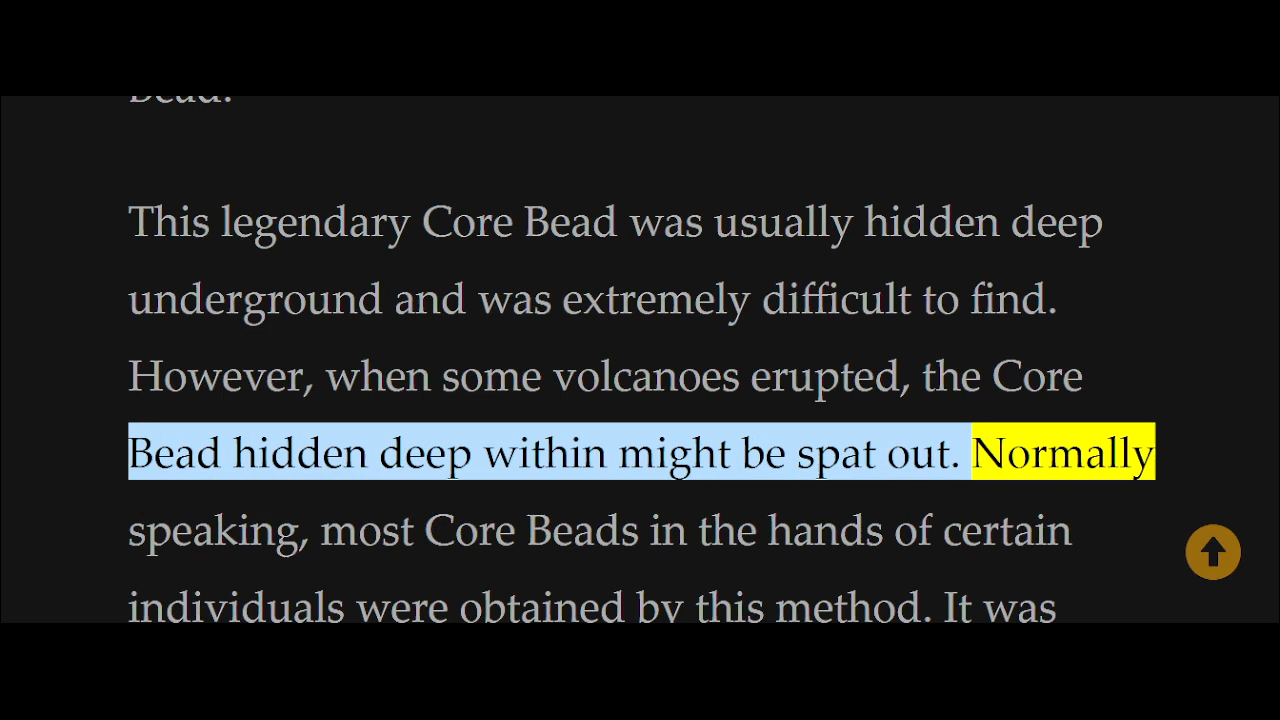 Bead.
This legendary Core Bead was usually hidden deep
underground and was extremely difficult to find.
However, when some volcanoes erupted, the Core
Bead hidden deep within might be spat out. Normally
speaking, most Core Beads in the hands of certain
individuals were obtained by this method. It was